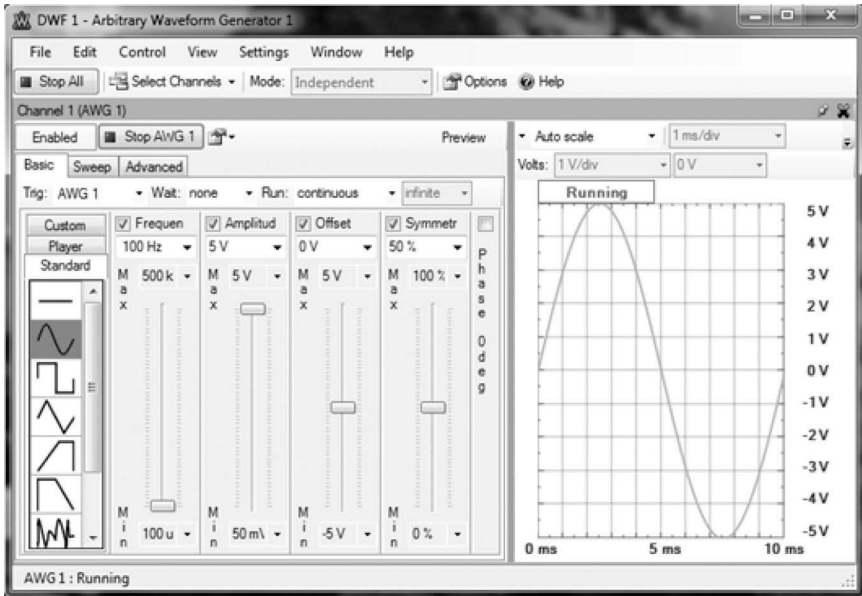 DWF 1 - Arbitrary Waveform Generator 1
File Edit Control View Settings Window Help
Stop All Select Channels Mode: Independent Options Help
Channel 1 (AWG 1)
Enabled Stop AWG 1 Preview
Auto scale 1 ms/div
Basic Sweep Advanced
Volts: 1 V/div 0 V
Trig: AWG 1 Wait: none Run: continuous infinite
Running
Custom
Player
Standard
Frequen Amplitud Offset Symmetr
100 Hz 5 V 0 V 50 %
Max 500 k Max 5 V Max 5 V Max 100 %
Min 100 u Min 50 m\ Min -5 V Min 0 %
Phase 0deg
5 V
4 V
3 V
2 V
1 V
0 V
-1 V
-2 V
-3 V
-4 V
-5 V
0 ms 5 ms 10 ms
AWG 1 : Running